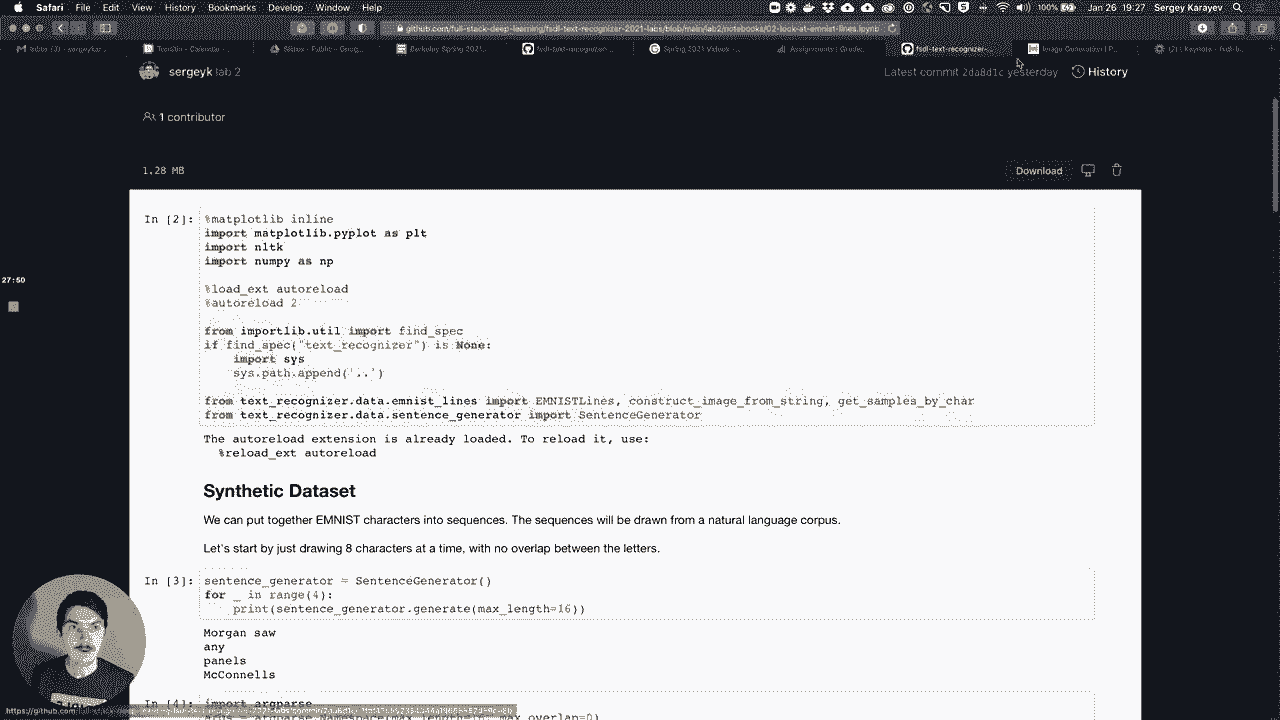 Safari File Edit View History Bookmarks Develop Window Help 100% Jan 26 19:27 Sergey Karayev
github.com/full-stack-deep-learning/fsdl-text-recognizer-2021-labs/blob/main/lab2/notebooks/02-look-at-emnist-lines.ipynb
sergeyk lab 2 Latest commit 2da8d1c yesterday History
1 contributor
1.28 MB Download
In [2]: %matplotlib inline
import matplotlib.pyplot as plt
import nltk
import numpy as np
%load_ext autoreload
%autoreload 2
27:50
from importlib.util import find_spec
if find_spec("text_recognizer") is None:
import sys
sys.path.append('..')
from text_recognizer.data.emnist_lines import EMNISTLines, construct_image_from_string, get_samples_by_char
from text_recognizer.data.sentence_generator import SentenceGenerator
The autoreload extension is already loaded. To reload it, use:
%reload_ext autoreload
Synthetic Dataset
We can put together EMNIST characters into sequences. The sequences will be drawn from a natural language corpus.
Let's start by just drawing 8 characters at a time, with no overlap between the letters.
In [3]: sentence_generator = SentenceGenerator()
for _ in range(4):
print(sentence_generator.generate(max_length=16))
Morgan saw
any
panels
McConnells
In [4]: import argparse